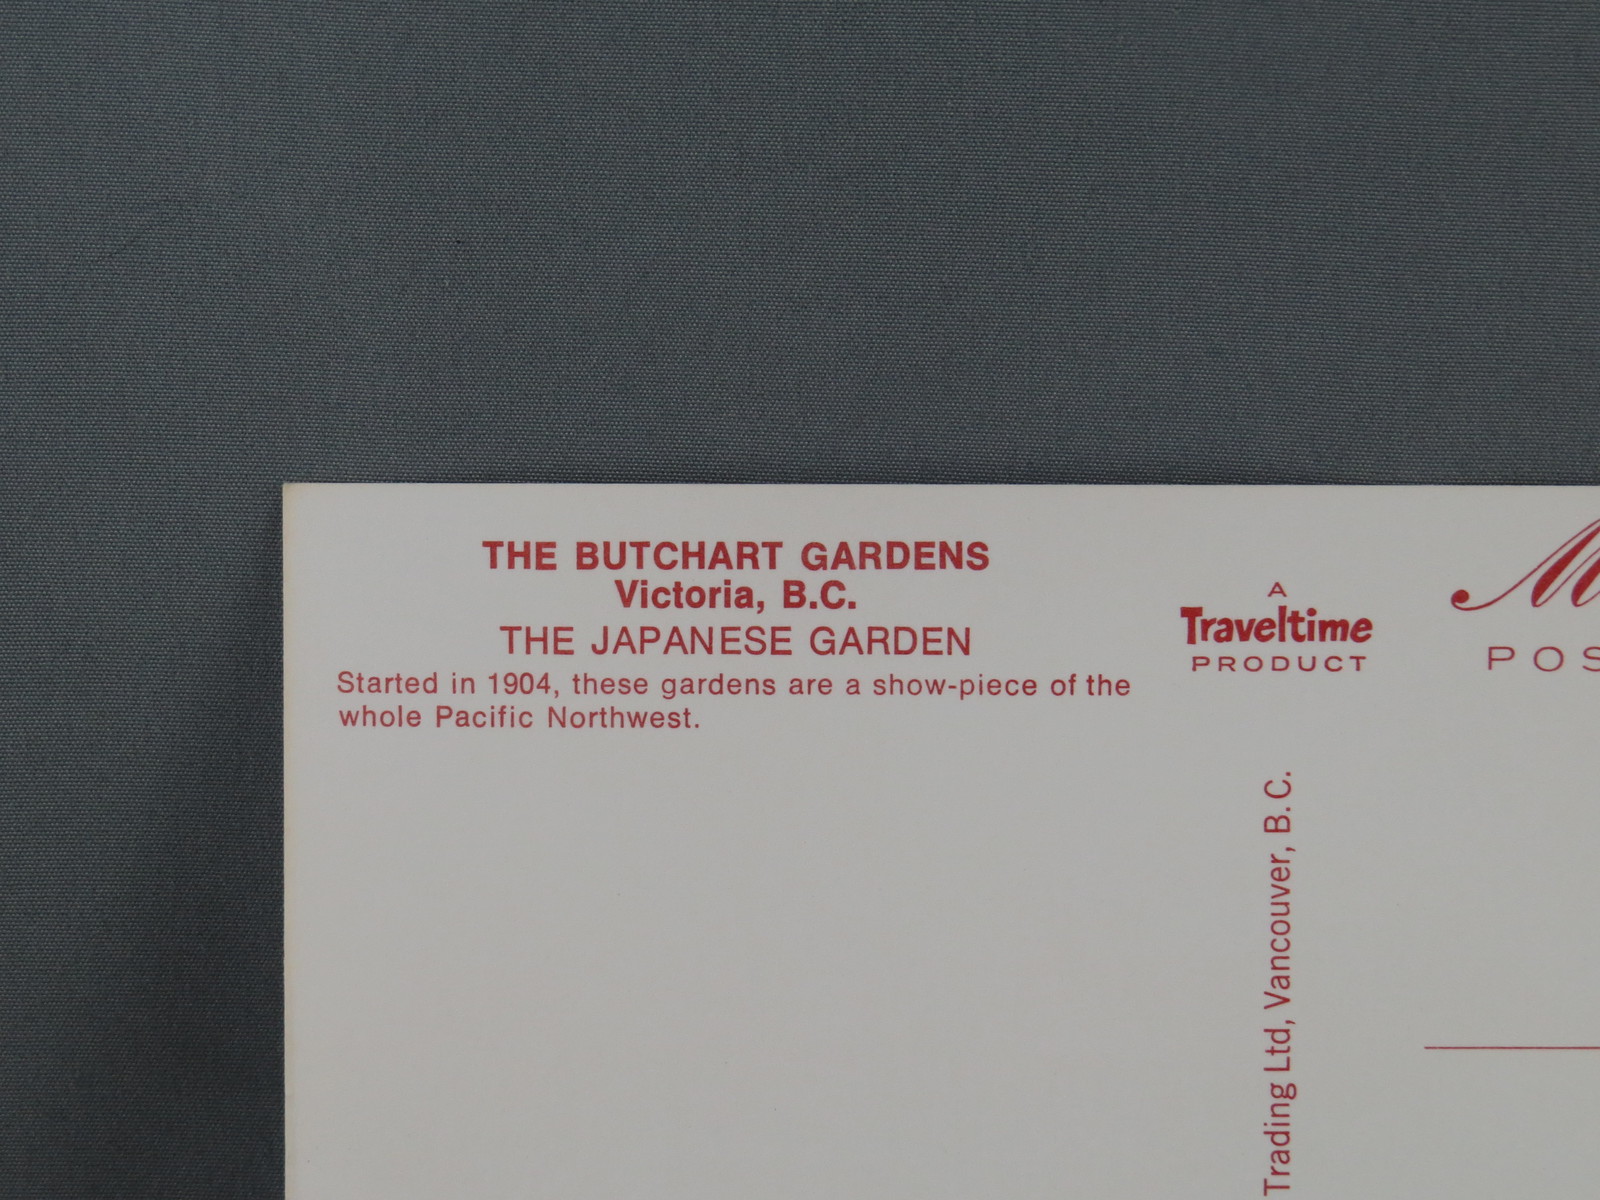 THE BUTCHART GARDENS
Victoria, B.C.
THE JAPANESE GARDEN
Started in 1904, these gardens are a show-piece of the
whole Pacific Northwest.
A
Traveltime
PRODUCT
POS
Trading Ltd, Vancouver, B.C.